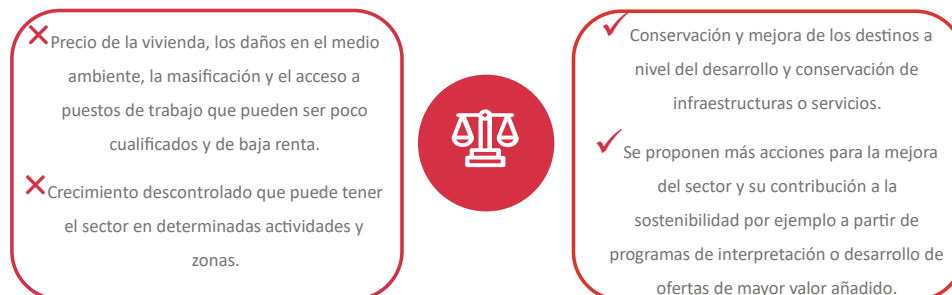 Precio de la vivienda, los daños en el medio
ambiente, la masificación y el acceso a
puestos de trabajo que pueden ser poco
cualificados y de baja renta.
Crecimiento descontrolado que puede tener
el sector en determinadas actividades y
zonas.
Conservación y mejora de los destinos a
nivel del desarrollo y conservación de
infraestructuras o servicios.
Se proponen más acciones para la mejora
del sector y su contribución a la
sostenibilidad por ejemplo a partir de
programas de interpretación o desarrollo de
ofertas de mayor valor añadido.